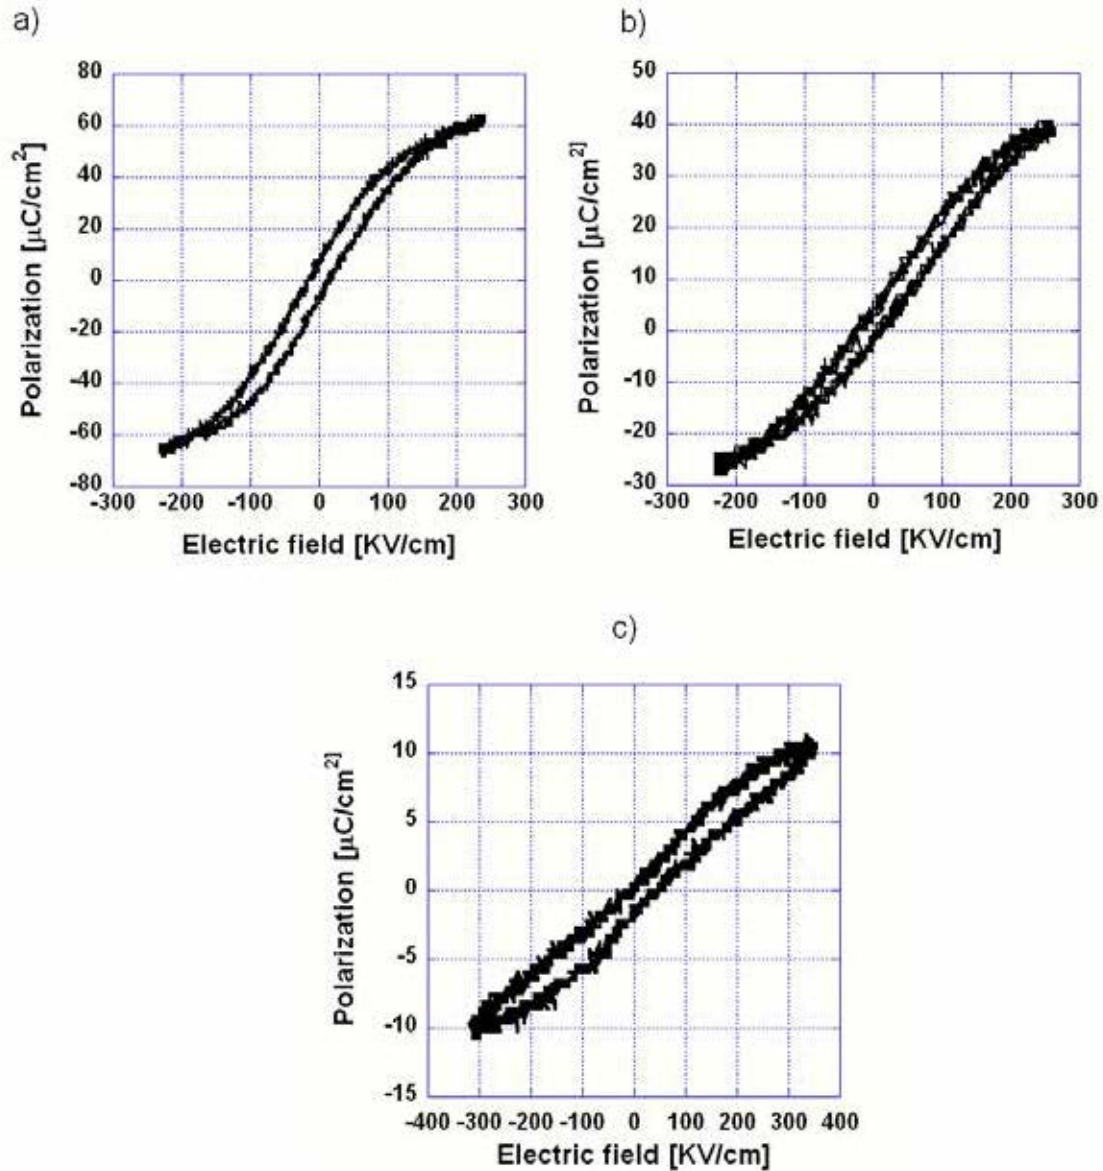 a)
Polarization [µC/cm²]
80
60
40
20
0
-20
-40
-60
-80
-300 -200 -100 0 100 200 300
Electric field [KV/cm]
b)
Polarization [µC/cm²]
50
40
30
20
10
0
-10
-20
-30
-300 -200 -100 0 100 200 300
Electric field [KV/cm]
c)
Polarization [µC/cm²]
15
10
5
0
-5
-10
-15
-400 -300 -200 -100 0 100 200 300 400
Electric field [KV/cm]